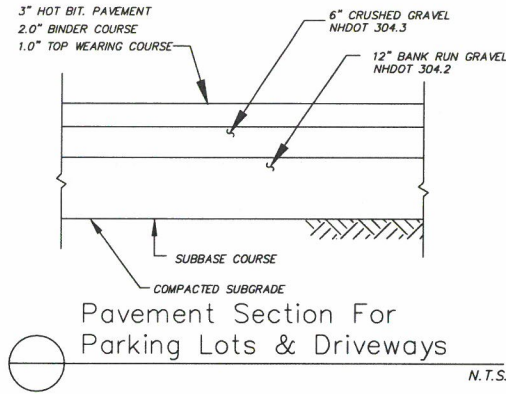 3" HOT BIT. PAVEMENT
2.0" BINDER COURSE
1.0" TOP WEARING COURSE
6" CRUSHED GRAVEL
NHDOT 304.3
12" BANK RUN GRAVEL
NHDOT 304.2
SUBBASE COURSE
COMPACTED SUBGRADE
Pavement Section For
Parking Lots & Driveways
N.T.S.